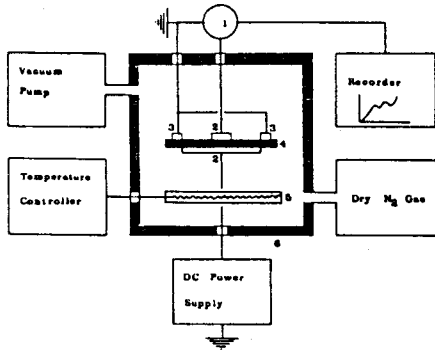 1
Vacuum
Pump
Recorder
3
2
3
4
2
Temperature
Controller
5
Dry N2 Gas
6
DC Power
Supply